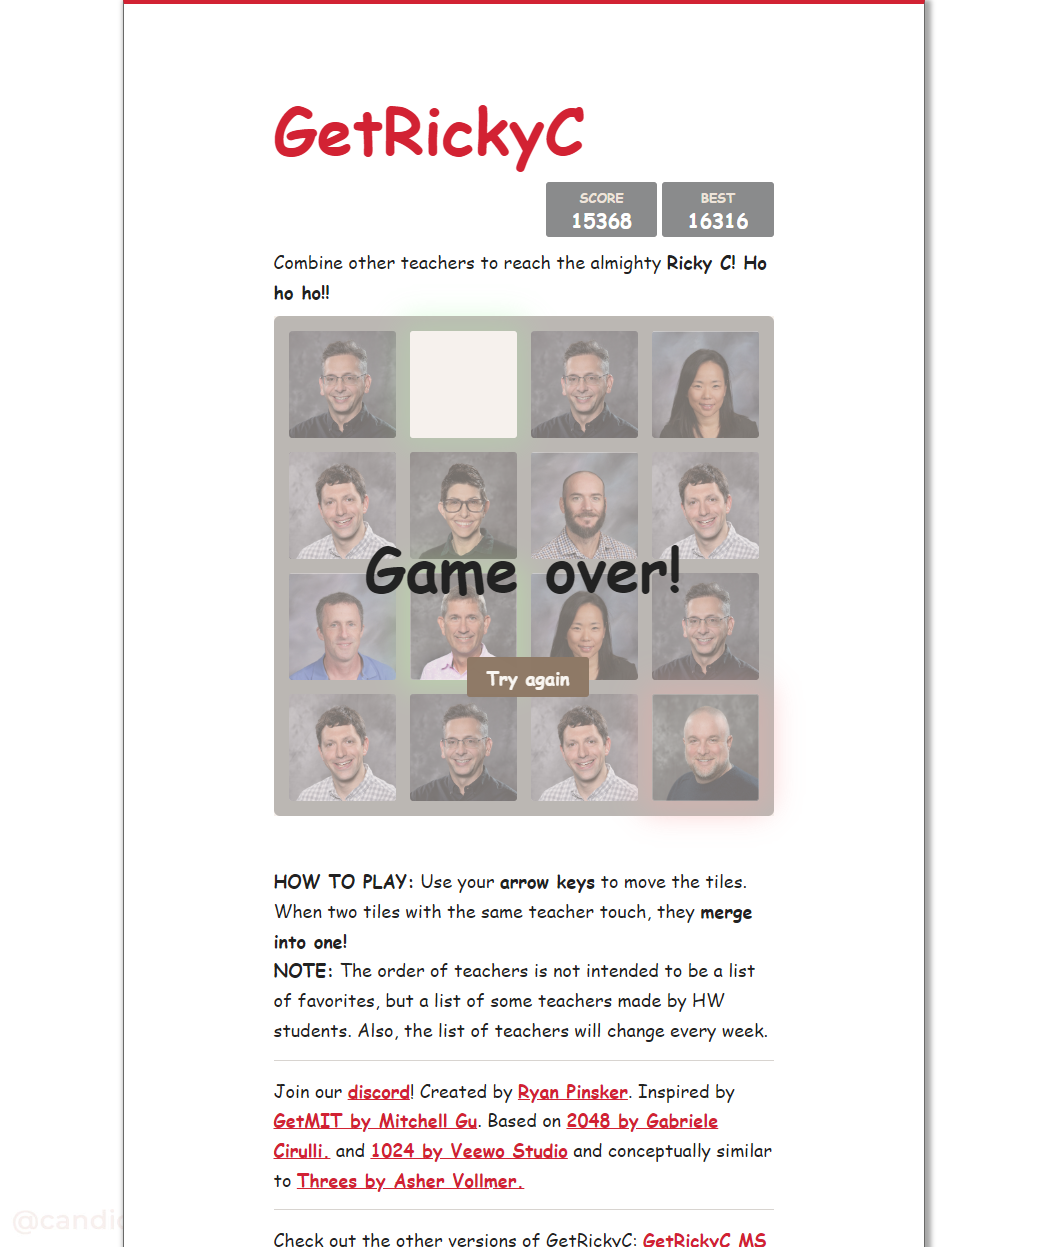 GetRickyC
SCORE
15368
BEST
16316
Combine other teachers to reach the almighty Ricky C! Ho
ho ho!!
Game over!
Try again
HOW TO PLAY: Use your arrow keys to move the tiles.
When two tiles with the same teacher touch, they merge
into one!
NOTE: The order of teachers is not intended to be a list
of favorites, but a list of some teachers made by HW
students. Also, the list of teachers will change every week.
Join our discord! Created by Ryan Pinsker. Inspired by
GetMIT by Mitchell Gu. Based on 2048 by Gabriele
Cirulli. and 1024 by Veewo Studio and conceptually similar
to Threes by Asher Vollmer.
@candi
Check out the other versions of GetRickyC: GetRickyC MS